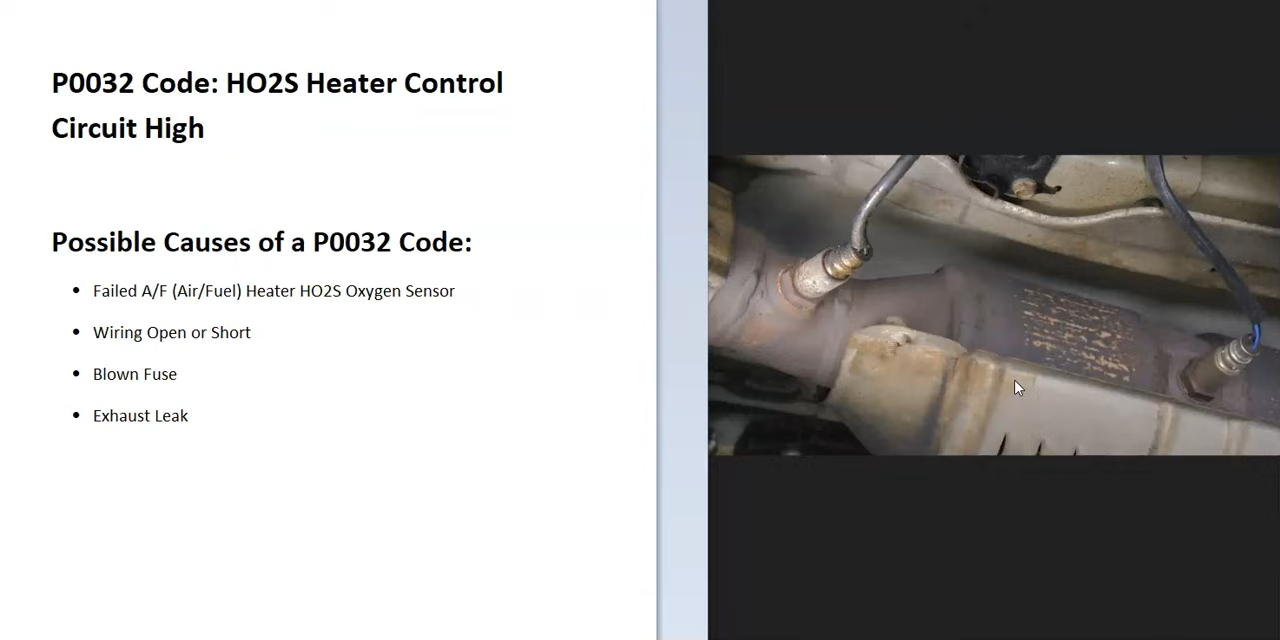 P0032 Code: HO2S Heater Control
Circuit High
Possible Causes of a P0032 Code:
• Failed A/F (Air/Fuel) Heater HO2S Oxygen Sensor
• Wiring Open or Short
• Blown Fuse
• Exhaust Leak